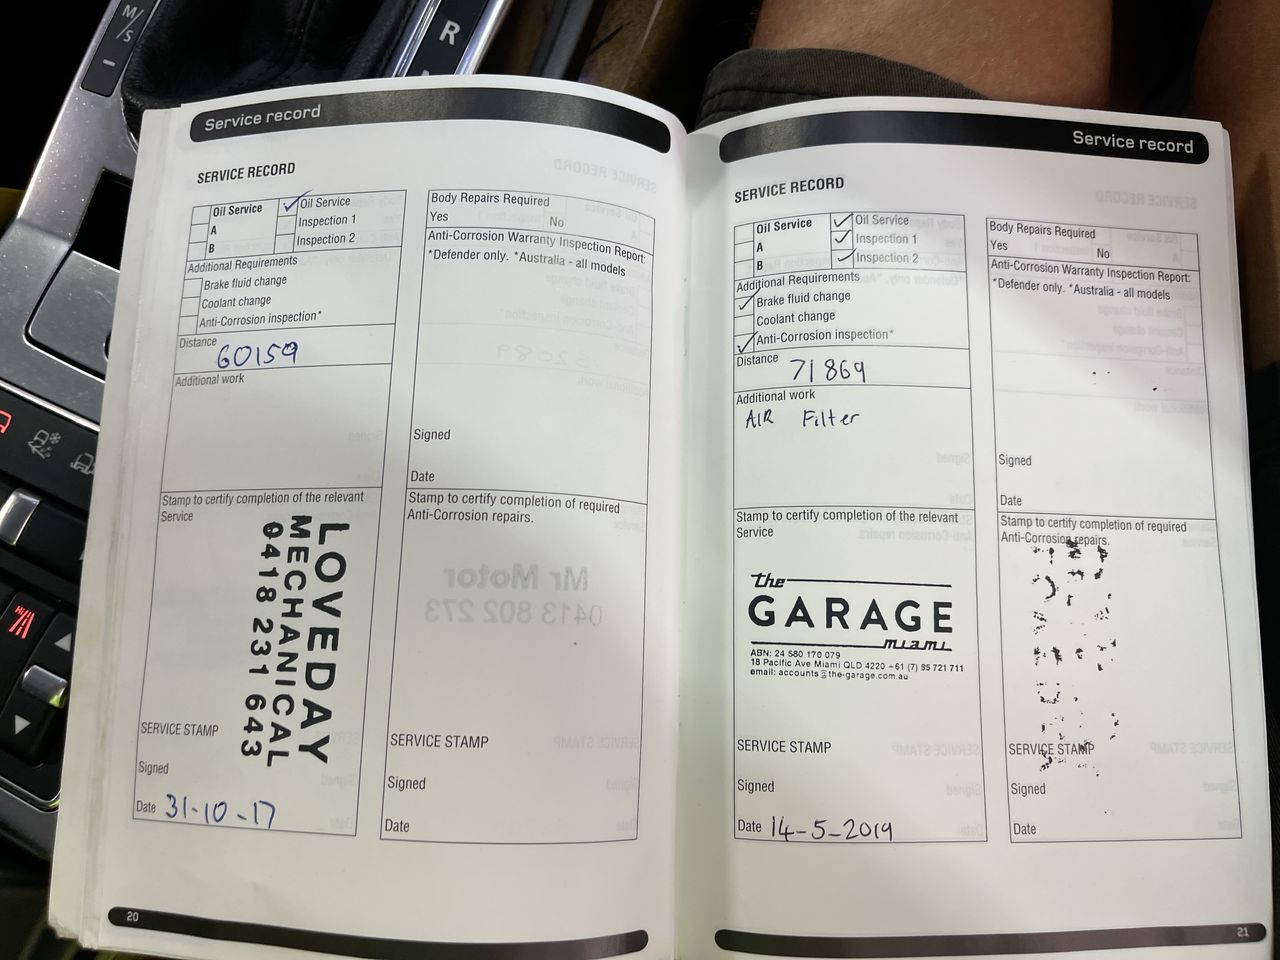 M/S
-
R
Service record
SERVICE RECORD
Oil Service
A
B
Oil Service
Inspection 1
Inspection 2
Additional Requirements
Brake fluid change
Coolant change
Anti-Corrosion inspection*
Distance
60159
Additional work
Stamp to certify completion of the relevant
Service
LOVEDAY
MECHANICAL
0418 231 643
SERVICE STAMP
Signed
Date 31-10-17
Body Repairs Required
Yes No
Anti-Corrosion Warranty Inspection Report:
*Defender only. *Australia - all models
Signed
Date
Stamp to certify completion of required
Anti-Corrosion repairs.
Mr Motor
0413 802 273
SERVICE STAMP
Signed
Date
20
Service record
SERVICE RECORD
Oil Service
A
B
Oil Service
Inspection 1
Inspection 2
Additional Requirements
Brake fluid change
Coolant change
Anti-Corrosion inspection*
Distance
71869
Additional work
AIR Filter
Stamp to certify completion of the relevant
Service
the
GARAGE
miami
ABN: 24 580 170 079
18 Pacific Ave Miami QLD 4220 +61 (7) 55 721 711
email: accounts@the-garage.com.au
SERVICE STAMP
Signed
Date 14-5-2019
Body Repairs Required
Yes No
Anti-Corrosion Warranty Inspection Report:
*Defender only. *Australia - all models
Signed
Date
Stamp to certify completion of required
Anti-Corrosion repairs.
SERVICE STAMP
Signed
Date
21